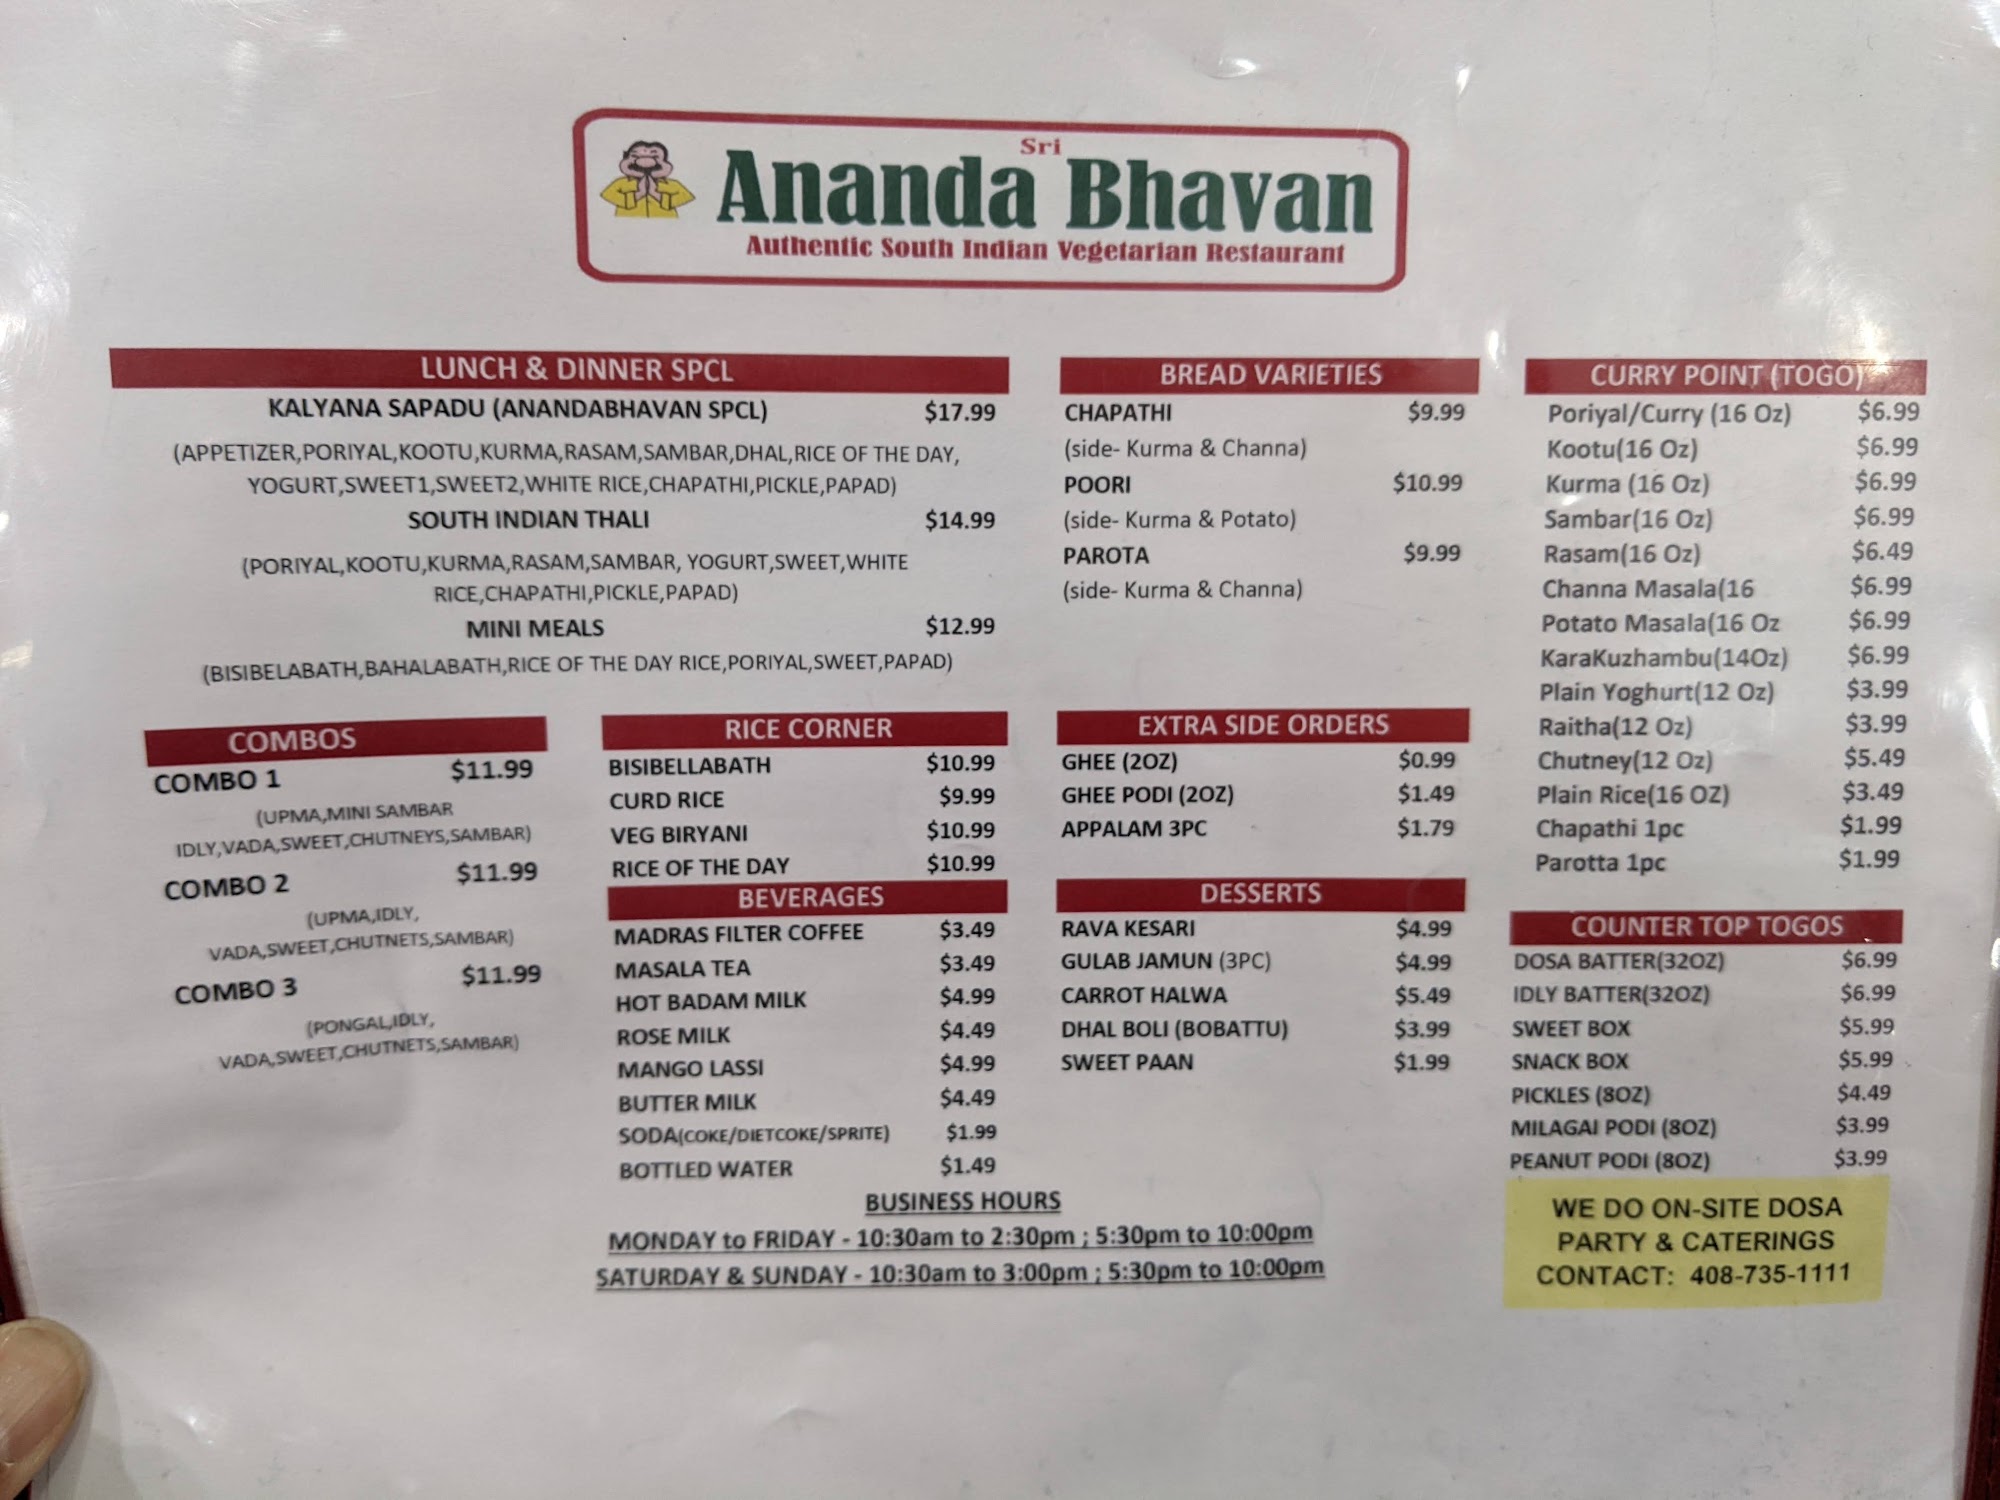 Sri
Ananda Bhavan
Authentic South Indian Vegetarian Restaurant
LUNCH & DINNER SPCL
KALYANA SAPADU (ANANDABHAVAN SPCL) $17.99
(APPETIZER,PORIYAL,KOOTU,KURMA,RASAM,SAMBAR,DHAL,RICE OF THE DAY,
YOGURT,SWEET1,SWEET2,WHITE RICE,CHAPATHI,PICKLE,PAPAD)
SOUTH INDIAN THALI $14.99
(PORIYAL,KOOTU,KURMA,RASAM,SAMBAR, YOGURT,SWEET,WHITE
RICE,CHAPATHI,PICKLE,PAPAD)
MINI MEALS $12.99
(BISIBELABATH,BAHALABATH,RICE OF THE DAY RICE,PORIYAL,SWEET,PAPAD)
COMBOS
COMBO 1 $11.99
(UPMA,MINI SAMBAR
IDLY,VADA,SWEET,CHUTNEYS,SAMBAR)
COMBO 2 $11.99
(UPMA,IDLY,
VADA,SWEET,CHUTNETS,SAMBAR)
COMBO 3 $11.99
(PONGAL,IDLY,
VADA,SWEET,CHUTNETS,SAMBAR)
RICE CORNER
BISIBELLABATH $10.99
CURD RICE $9.99
VEG BIRYANI $10.99
RICE OF THE DAY $10.99
BEVERAGES
MADRAS FILTER COFFEE $3.49
MASALA TEA $3.49
HOT BADAM MILK $4.99
ROSE MILK $4.49
MANGO LASSI $4.99
BUTTER MILK $4.49
SODA(COKE/DIETCOKE/SPRITE) $1.99
BOTTLED WATER $1.49
BREAD VARIETIES
CHAPATHI $9.99
(side- Kurma & Channa)
POORI $10.99
(side- Kurma & Potato)
PAROTA $9.99
(side- Kurma & Channa)
EXTRA SIDE ORDERS
GHEE (2OZ) $0.99
GHEE PODI (2OZ) $1.49
APPALAM 3PC $1.79
DESSERTS
RAVA KESARI $4.99
GULAB JAMUN (3PC) $4.99
CARROT HALWA $5.49
DHAL BOLI (BOBATTU) $3.99
SWEET PAAN $1.99
CURRY POINT (TOGO)
Poriyal/Curry (16 Oz) $6.99
Kootu(16 Oz) $6.99
Kurma (16 Oz) $6.99
Sambar(16 Oz) $6.99
Rasam(16 Oz) $6.49
Channa Masala(16 $6.99
Potato Masala(16 Oz $6.99
KaraKuzhambu(14Oz) $6.99
Plain Yoghurt(12 Oz) $3.99
Raitha(12 Oz) $3.99
Chutney(12 Oz) $5.49
Plain Rice(16 OZ) $3.49
Chapathi 1pc $1.99
Parotta 1pc $1.99
COUNTER TOP TOGOS
DOSA BATTER(32OZ) $6.99
IDLY BATTER(32OZ) $6.99
SWEET BOX $5.99
SNACK BOX $5.99
PICKLES (8OZ) $4.49
MILAGAI PODI (8OZ) $3.99
PEANUT PODI (8OZ) $3.99
WE DO ON-SITE DOSA
PARTY & CATERINGS
CONTACT: 408-735-1111
BUSINESS HOURS
MONDAY to FRIDAY - 10:30am to 2:30pm ; 5:30pm to 10:00pm
SATURDAY & SUNDAY - 10:30am to 3:00pm ; 5:30pm to 10:00pm